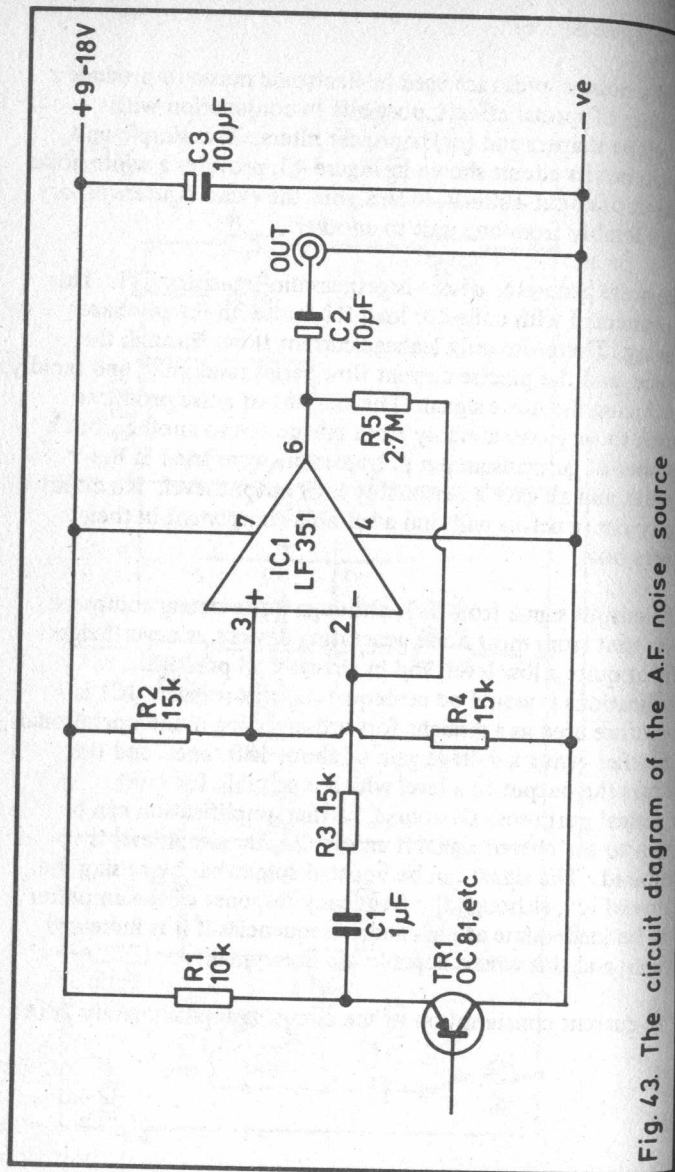 +9–18V
R1
10k
R2
15k
C3
100µF
3
+
7
IC1
LF 351
6
2
−
4
C2
10µF
OUT
R5
2·7M
R3 15k
C1
1µF
R4
15k
TR1
OC81 etc
−ve
Fig. 43. The circuit diagram of the A.F. noise source